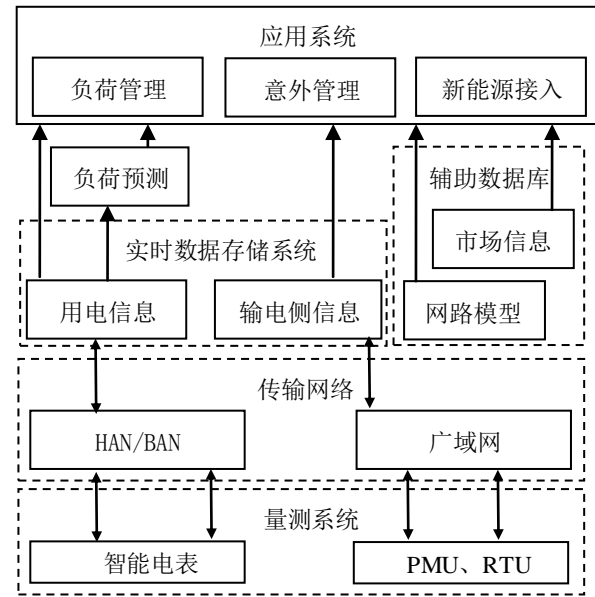 应用系统
负荷管理
意外管理
新能源接入
负荷预测
辅助数据库
市场信息
实时数据存储系统
用电信息
输电侧信息
网路模型
传输网络
HAN/BAN
广域网
量测系统
智能电表
PMU、RTU